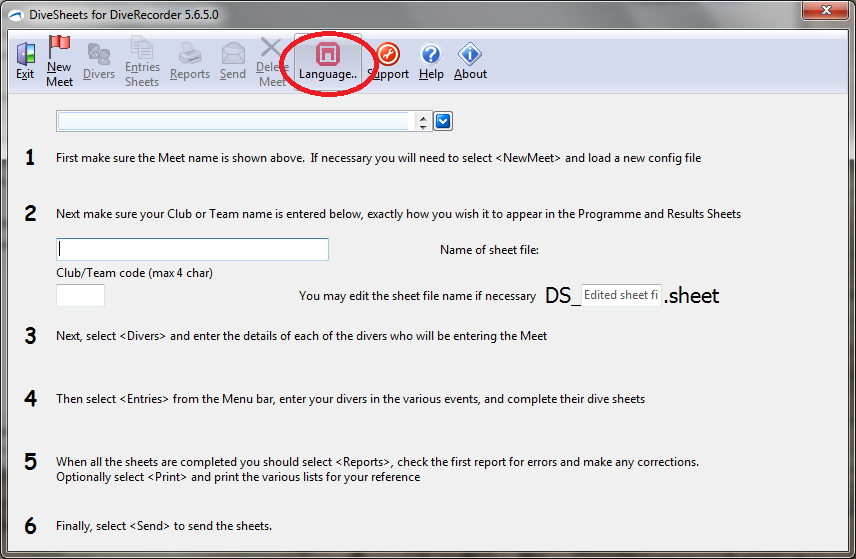 DiveSheets for DiveRecorder 5.6.5.0
Exit
New
Meet
Divers
Entries
Sheets
Reports
Send
Delete
Meet
Language..
Support
Help
About
1 First make sure the Meet name is shown above. If necessary you will need to select <NewMeet> and load a new config file
2 Next make sure your Club or Team name is entered below, exactly how you wish it to appear in the Programme and Results Sheets
Name of sheet file:
Club/Team code (max 4 char)
You may edit the sheet file name if necessary DS_ Edited sheet fi .sheet
3 Next, select <Divers> and enter the details of each of the divers who will be entering the Meet
4 Then select <Entries> from the Menu bar, enter your divers in the various events, and complete their dive sheets
5 When all the sheets are completed you should select <Reports>, check the first report for errors and make any corrections.
Optionally select <Print> and print the various lists for your reference
6 Finally, select <Send> to send the sheets.